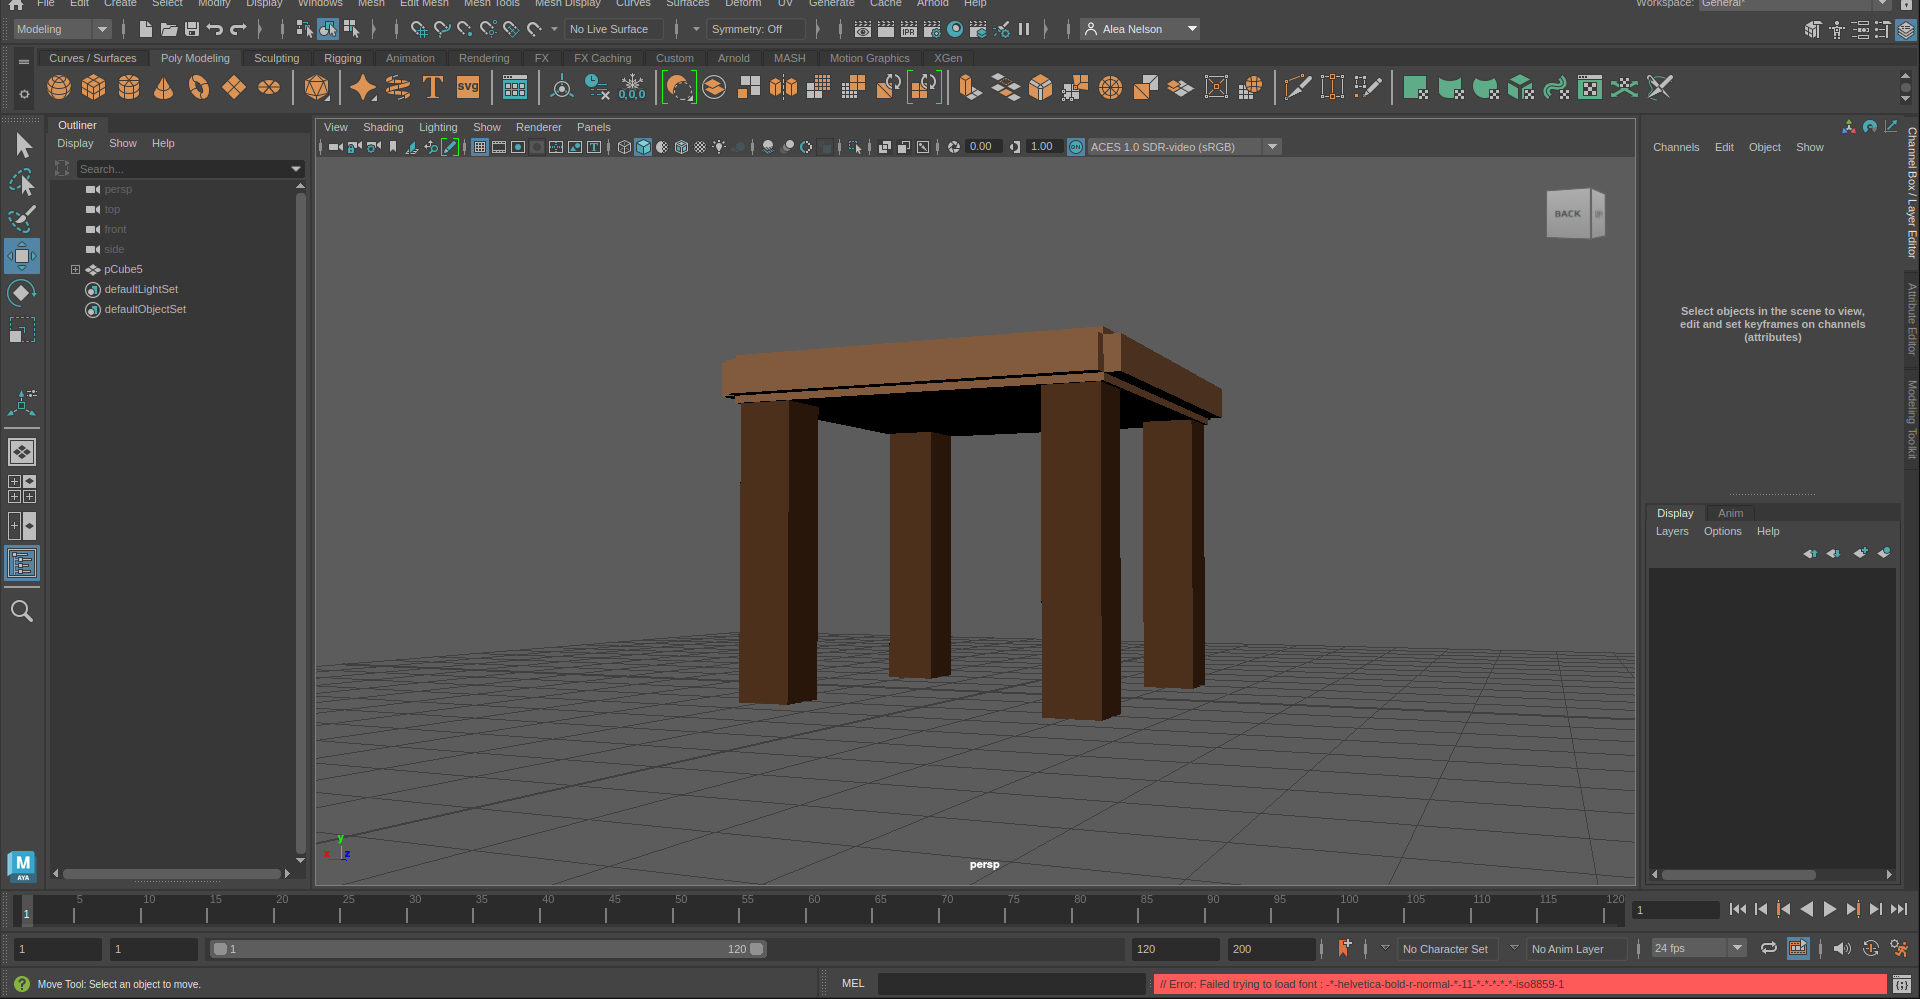 File Edit Create Select Modify Display Windows Mesh Edit Mesh Mesh Tools Mesh Display Curves Surfaces Deform UV Generate Cache Arnold Help Workspace: General*
Modeling No Live Surface Symmetry: Off IPR Alea Nelson
Curves / Surfaces Poly Modeling Sculpting Rigging Animation Rendering FX FX Caching Custom Arnold MASH Motion Graphics XGen
T svg 0,0,0
Outliner
Display Show Help
Search...
persp
top
front
side
pCube5
defaultLightSet
defaultObjectSet
View Shading Lighting Show Renderer Panels
0.00 1.00 ON ACES 1.0 SDR-video (sRGB)
BACK
y
x z
persp
Channels Edit Object Show
Select objects in the scene to view,
edit and set keyframes on channels
(attributes)
Channel Box / Layer Editor
Attribute Editor
Modeling Toolkit
Display Anim
Layers Options Help
M
AYA
1 5 10 15 20 25 30 35 40 45 50 55 60 65 70 75 80 85 90 95 100 105 110 115 120 1
1 1 1 120 120 200 No Character Set No Anim Layer 24 fps
? Move Tool: Select an object to move. MEL // Error: Failed trying to load font : -*-helvetica-bold-r-normal-*-11-*-*-*-*-*-iso8859-1